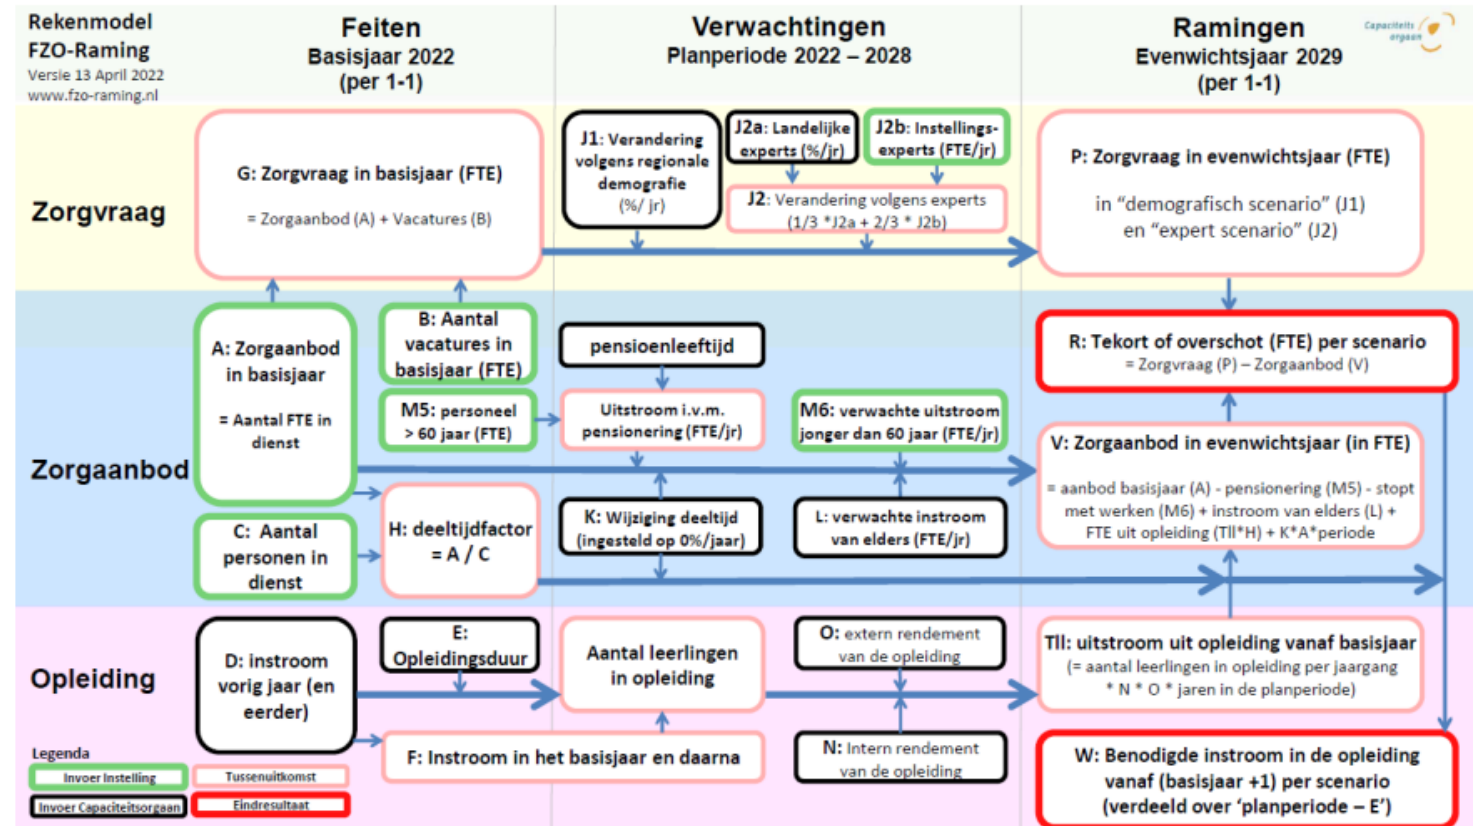 Rekenmodel
FZO-Raming
Versie 13 April 2022
www.fzo-raming.nl
Feiten
Basisjaar 2022
(per 1-1)
Verwachtingen
Planperiode 2022 – 2028
Ramingen
Evenwichtsjaar 2029
(per 1-1)
Capaciteits
orgaan
Zorgvraag
G: Zorgvraag in basisjaar (FTE)
= Zorgaanbod (A) + Vacatures (B)
J1: Verandering
volgens regionale
demografie
(%/ jr)
J2a: Landelijke
experts (%/jr)
J2b: Instellings-
experts (FTE/jr)
J2: Verandering volgens experts
(1/3 *J2a + 2/3 * J2b)
P: Zorgvraag in evenwichtsjaar (FTE)
in “demografisch scenario” (J1)
en “expert scenario” (J2)
Zorgaanbod
A: Zorgaanbod
in basisjaar
= Aantal FTE in
dienst
B: Aantal
vacatures in
basisjaar (FTE)
M5: personeel
> 60 jaar (FTE)
C: Aantal
personen in
dienst
H: deeltijdfactor
= A / C
pensioenleeftijd
Uitstroom i.v.m.
pensionering (FTE/jr)
M6: verwachte uitstroom
jonger dan 60 jaar (FTE/jr)
K: Wijziging deeltijd
(ingesteld op 0%/jaar)
L: verwachte instroom
van elders (FTE/jr)
R: Tekort of overschot (FTE) per scenario
= Zorgvraag (P) – Zorgaanbod (V)
V: Zorgaanbod in evenwichtsjaar (in FTE)
= aanbod basisjaar (A) - pensionering (M5) - stopt
met werken (M6) + instroom van elders (L) +
FTE uit opleiding (Tll*H) + K*A*periode
Opleiding
D: instroom
vorig jaar (en
eerder)
E:
Opleidingsduur
F: Instroom in het basisjaar en daarna
Aantal leerlingen
in opleiding
O: extern rendement
van de opleiding
N: Intern rendement
van de opleiding
Tll: uitstroom uit opleiding vanaf basisjaar
(= aantal leerlingen in opleiding per jaargang
* N * O * jaren in de planperiode)
W: Benodigde instroom in de opleiding
vanaf (basisjaar +1) per scenario
(verdeeld over ‘planperiode – E’)
Legenda
Invoer Instelling
Tussenuitkomst
Invoer Capaciteitsorgaan
Eindresultaat